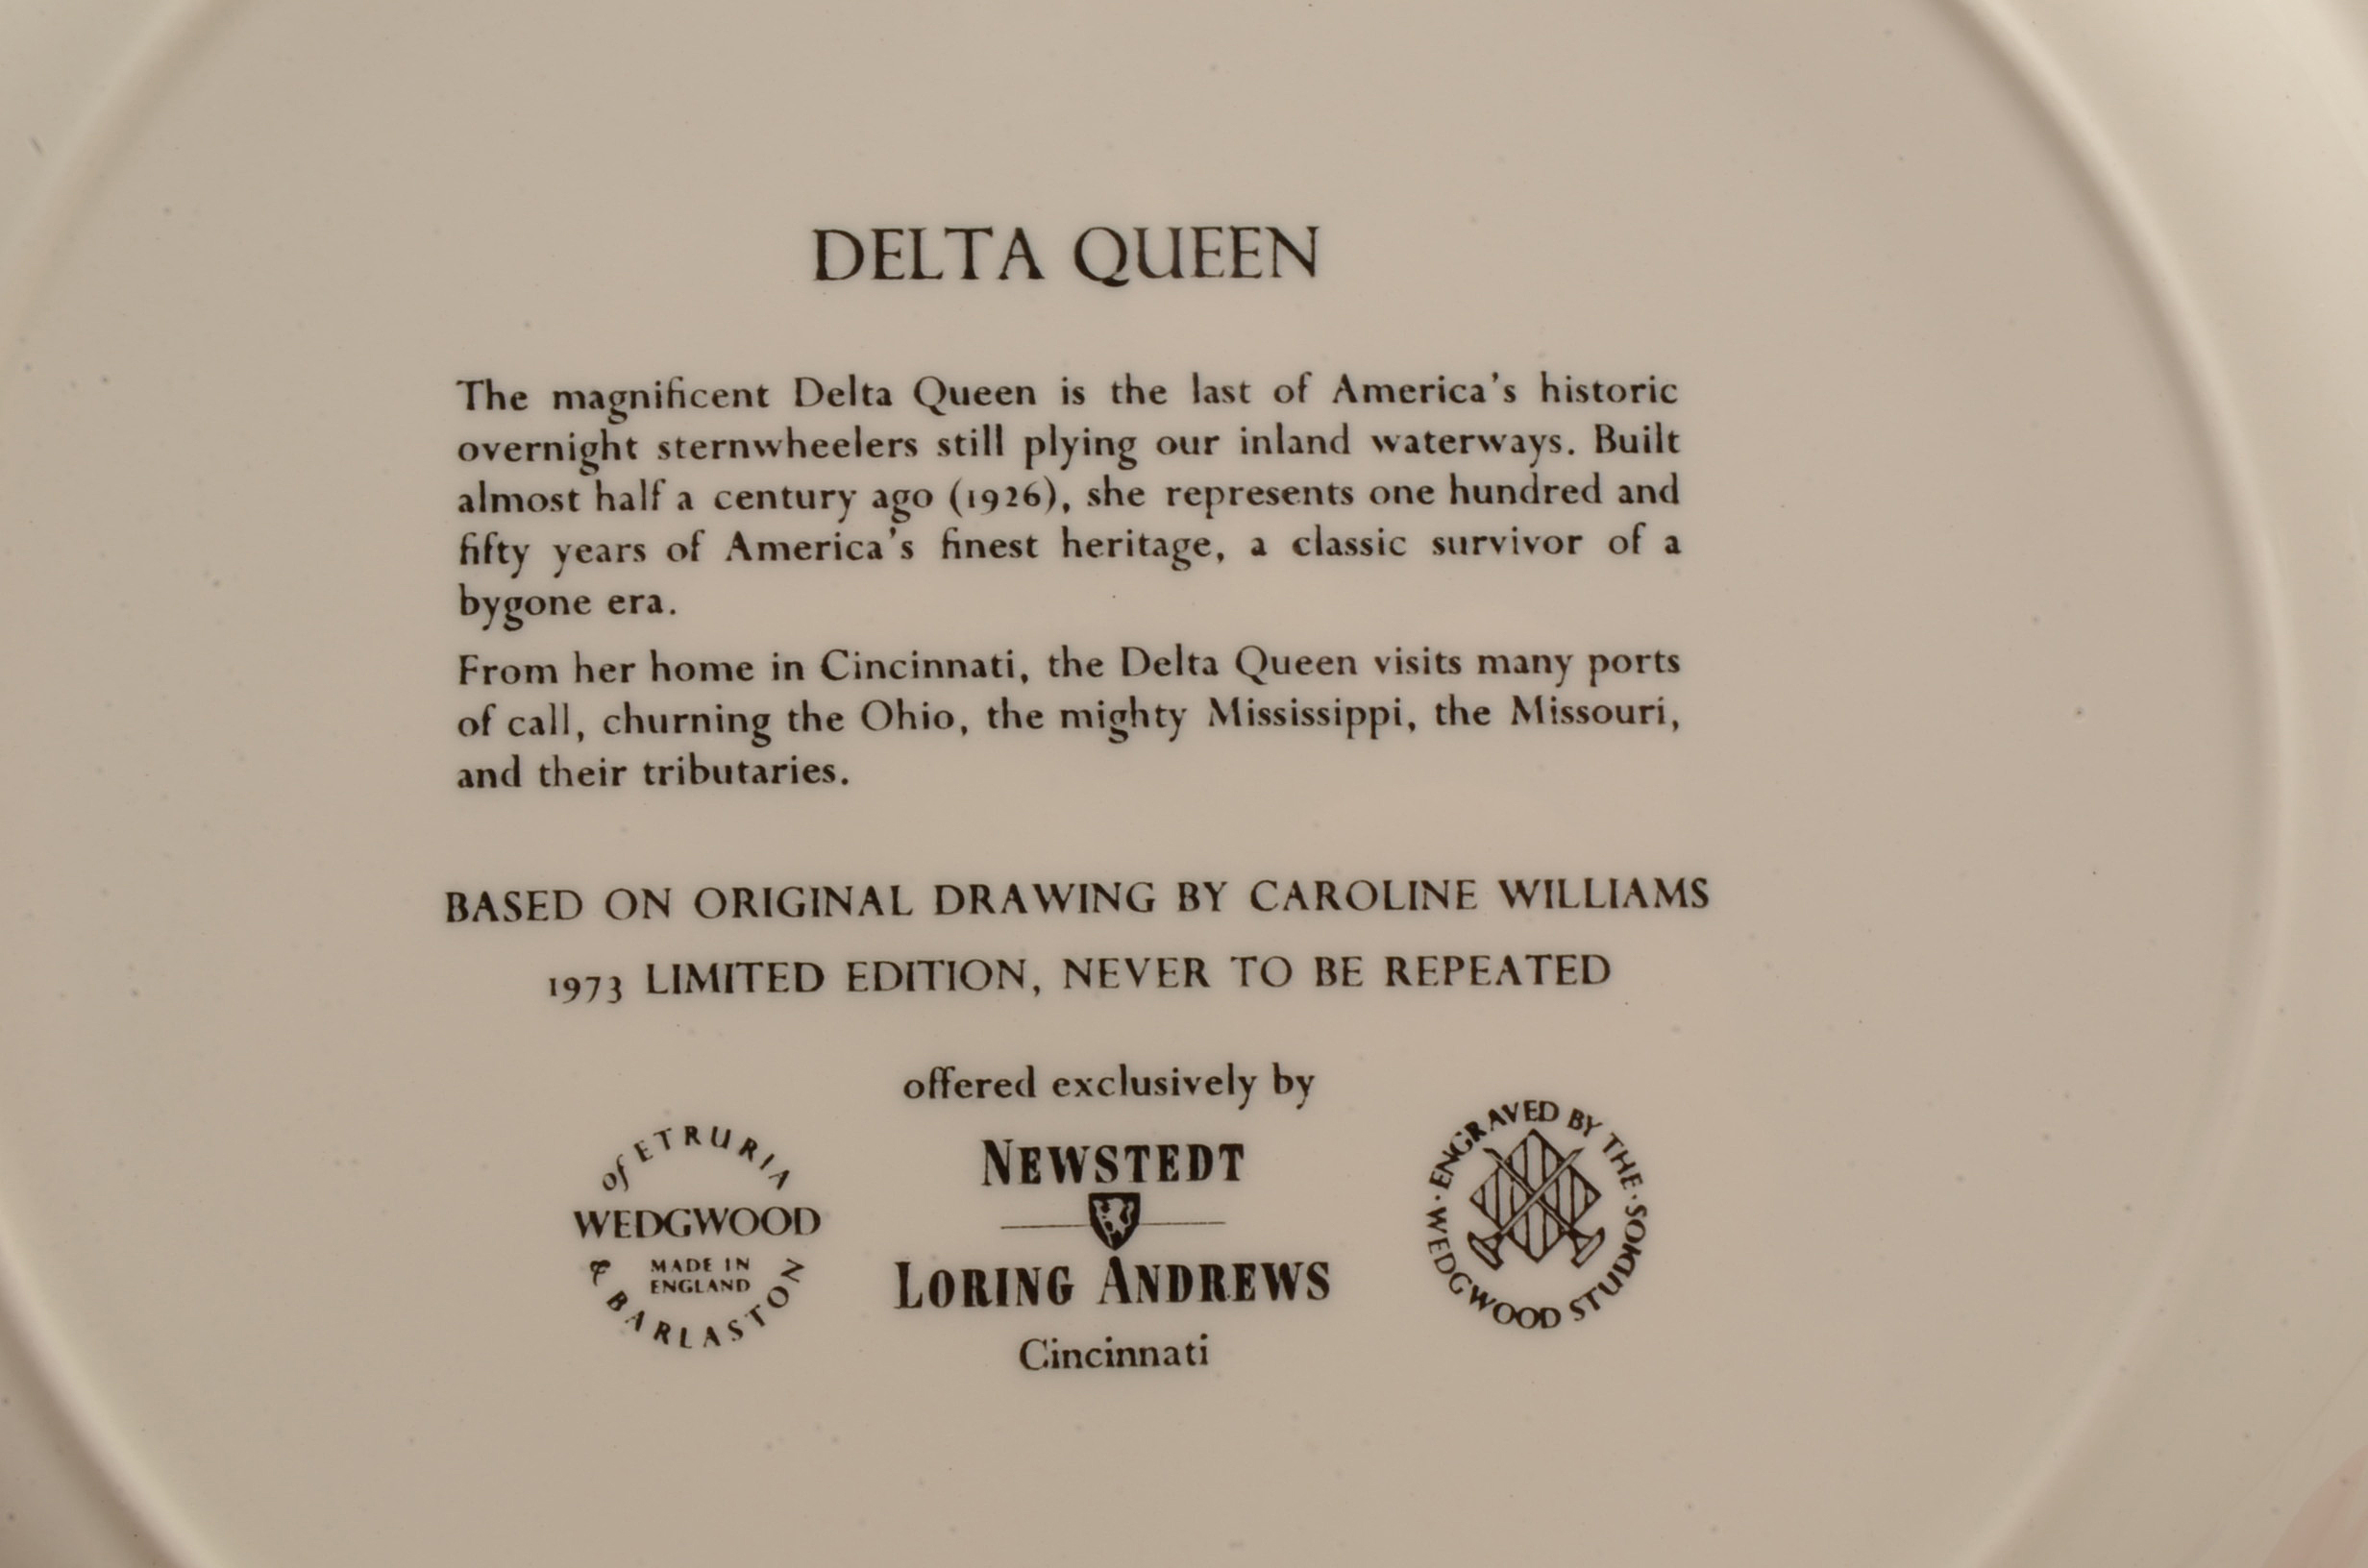 DELTA QUEEN
The magnificent Delta Queen is the last of America's historic
overnight sternwheelers still plying our inland waterways. Built
almost half a century ago (1926), she represents one hundred and
fifty years of America's finest heritage, a classic survivor of a
bygone era.
From her home in Cincinnati, the Delta Queen visits many ports
of call, churning the Ohio, the mighty Mississippi, the Missouri,
and their tributaries.
BASED ON ORIGINAL DRAWING BY CAROLINE WILLIAMS
1973 LIMITED EDITION, NEVER TO BE REPEATED
offered exclusively by
of ETRURIA
WEDGWOOD
MADE IN
ENGLAND
& BARLASTON
NEWSTEDT
LORING ANDREWS
Cincinnati
ENGRAVED BY THE · WEDGWOOD STUDIOS ·